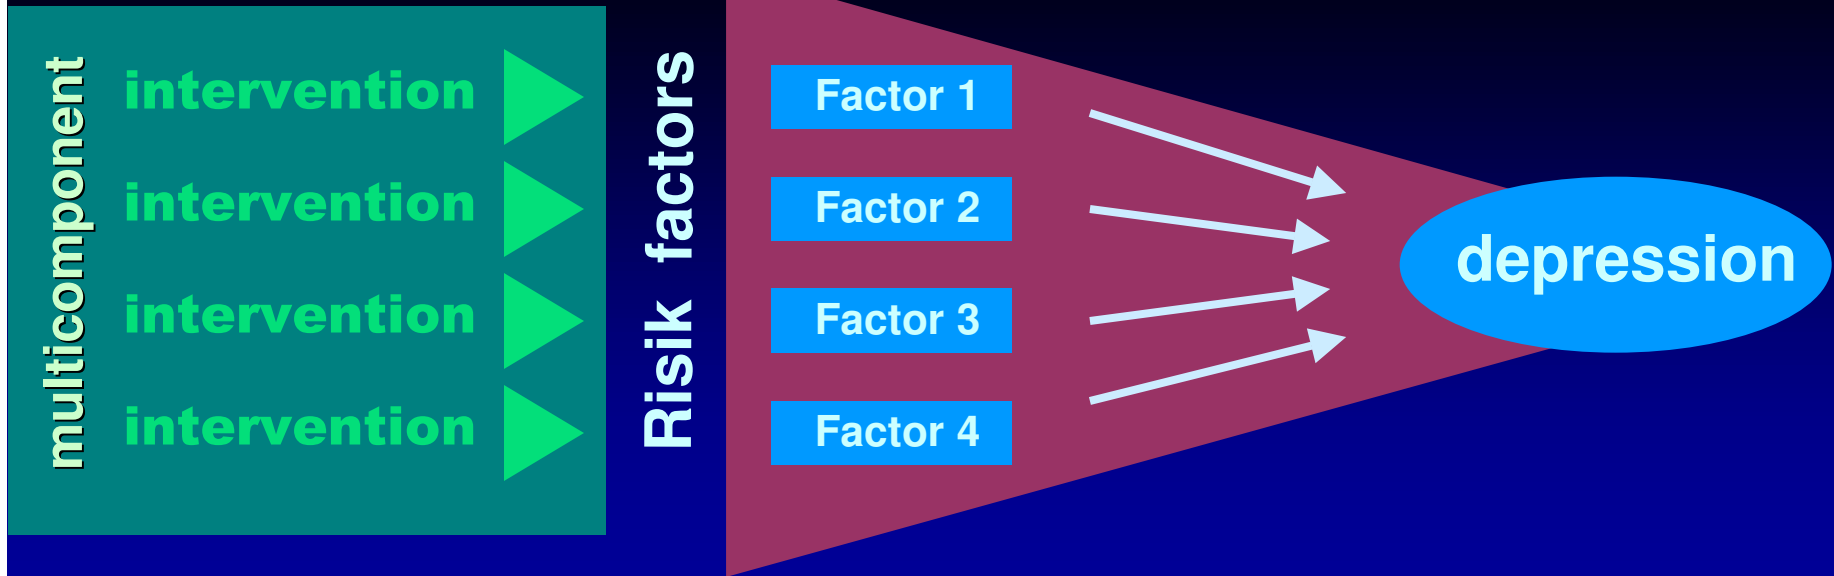 multicomponent
intervention
intervention
intervention
intervention
Risik factors
Factor 1
Factor 2
Factor 3
Factor 4
depression